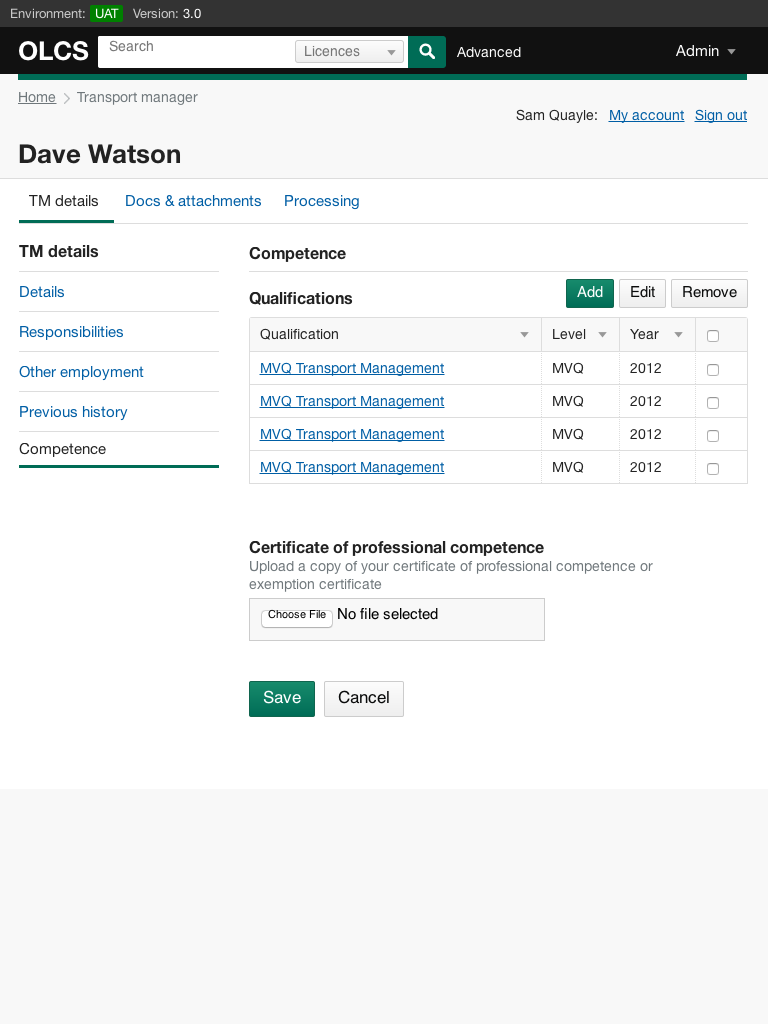 Environment: UAT Version: 3.0
OLCS Search Licences Advanced Admin
Home Transport manager
Sam Quayle: My account Sign out
Dave Watson
TM details Docs & attachments Processing
TM details
Details
Responsibilities
Other employment
Previous history
Competence
Competence
Qualifications Add Edit Remove
Qualification Level Year
MVQ Transport Management MVQ 2012
MVQ Transport Management MVQ 2012
MVQ Transport Management MVQ 2012
MVQ Transport Management MVQ 2012
Certificate of professional competence
Upload a copy of your certificate of professional competence or
exemption certificate
Choose File No file selected
Save Cancel